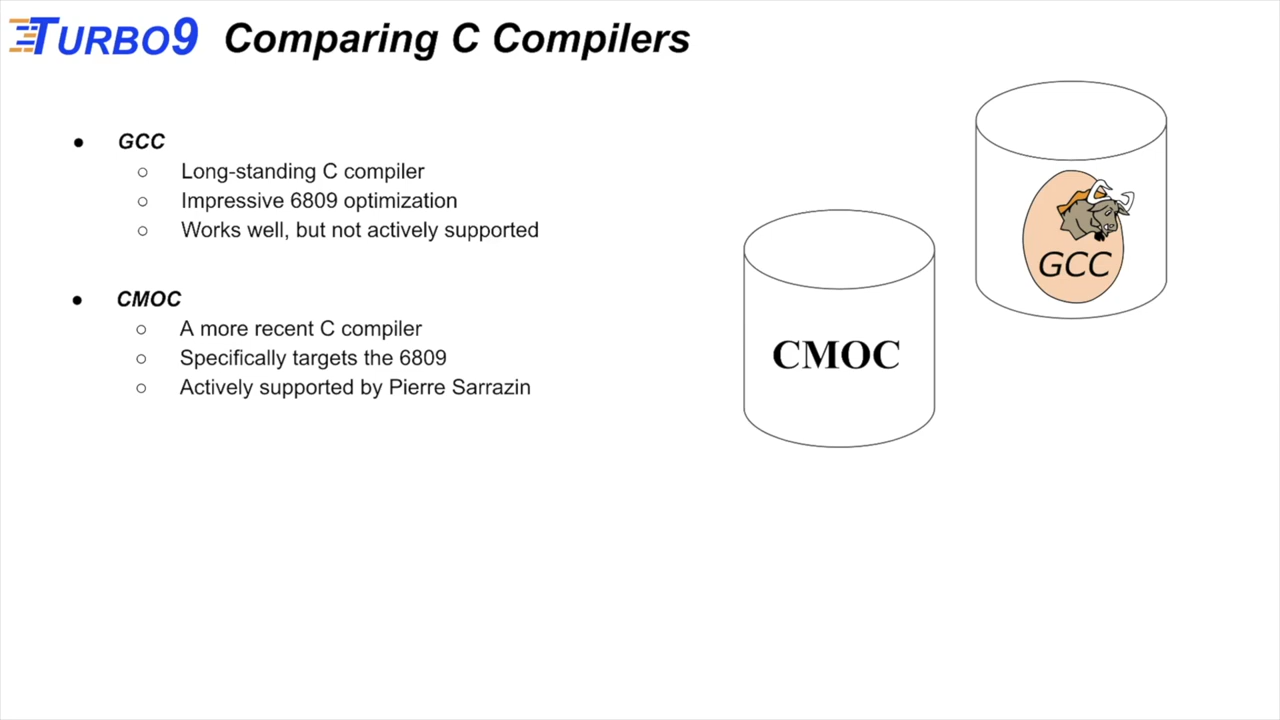 TURBO9 Comparing C Compilers
● GCC
○ Long-standing C compiler
○ Impressive 6809 optimization
○ Works well, but not actively supported
● CMOC
○ A more recent C compiler
○ Specifically targets the 6809
○ Actively supported by Pierre Sarrazin
CMOC
GCC